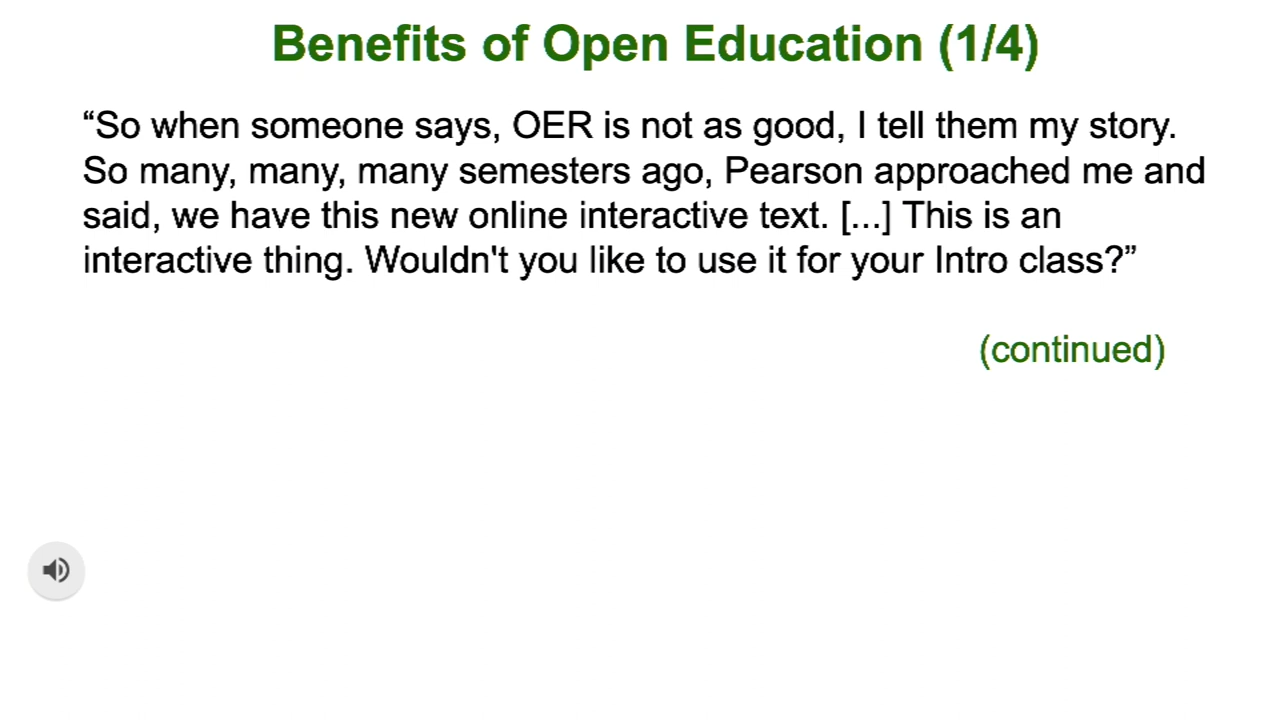 Benefits of Open Education (1/4)
“So when someone says, OER is not as good, I tell them my story.
So many, many, many semesters ago, Pearson approached me and
said, we have this new online interactive text. [...] This is an
interactive thing. Wouldn't you like to use it for your Intro class?”
(continued)